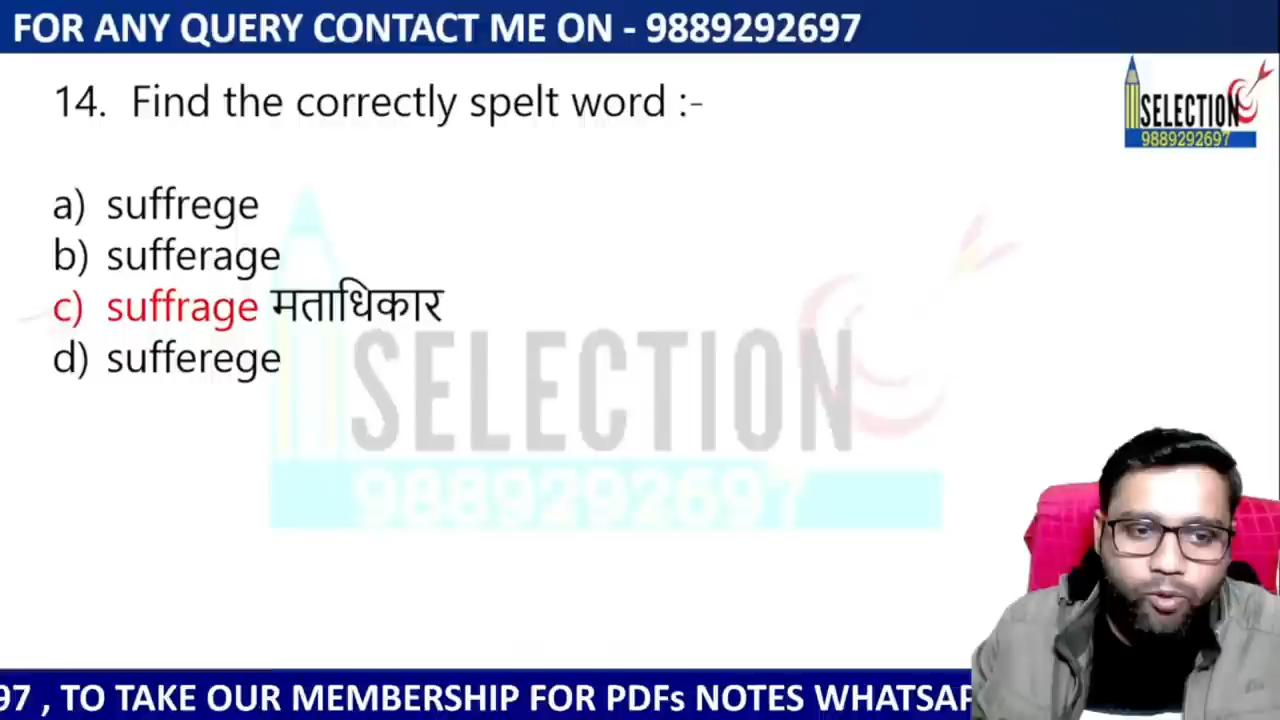 FOR ANY QUERY CONTACT ME ON - 9889292697
SELECTION
9889292697
14. Find the correctly spelt word :-
a) suffrege
b) sufferage
c) suffrage मताधिकार
d) sufferege
SELECTION
9889292697
97 , TO TAKE OUR MEMBERSHIP FOR PDFs NOTES WHATSAP